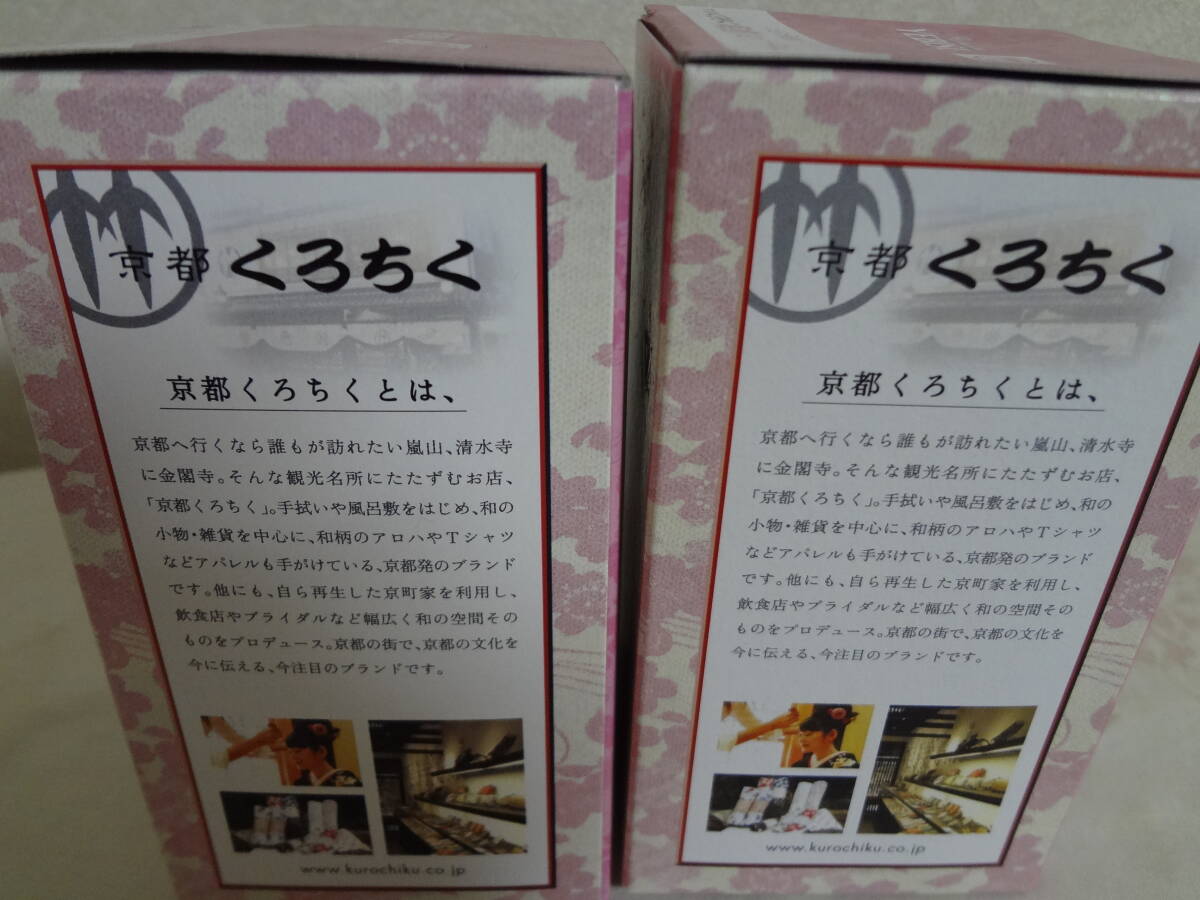 京都 くろちく
京都くろちくとは、
京都へ行くなら誰もが訪れたい嵐山、清水寺
に金閣寺。そんな観光名所にたたずむお店、
「京都くろちく」。手拭いや風呂敷をはじめ、和の
小物・雑貨を中心に、和柄のアロハやTシャツ
などアパレルも手がけている、京都発のブランド
です。他にも、自ら再生した京町家を利用し、
飲食店やブライダルなど幅広く和の空間その
ものをプロデュース。京都の街で、京都の文化を
今に伝える、今注目のブランドです。
www.kurochiku.co.jp
京都 くろちく
京都くろちくとは、
京都へ行くなら誰もが訪れたい嵐山、清水寺
に金閣寺。そんな観光名所にたたずむお店、
「京都くろちく」。手拭いや風呂敷をはじめ、和の
小物・雑貨を中心に、和柄のアロハやTシャツ
などアパレルも手がけている、京都発のブランド
です。他にも、自ら再生した京町家を利用し、
飲食店やブライダルなど幅広く和の空間その
ものをプロデュース。京都の街で、京都の文化を
今に伝える、今注目のブランドです。
www.kurochiku.co.jp